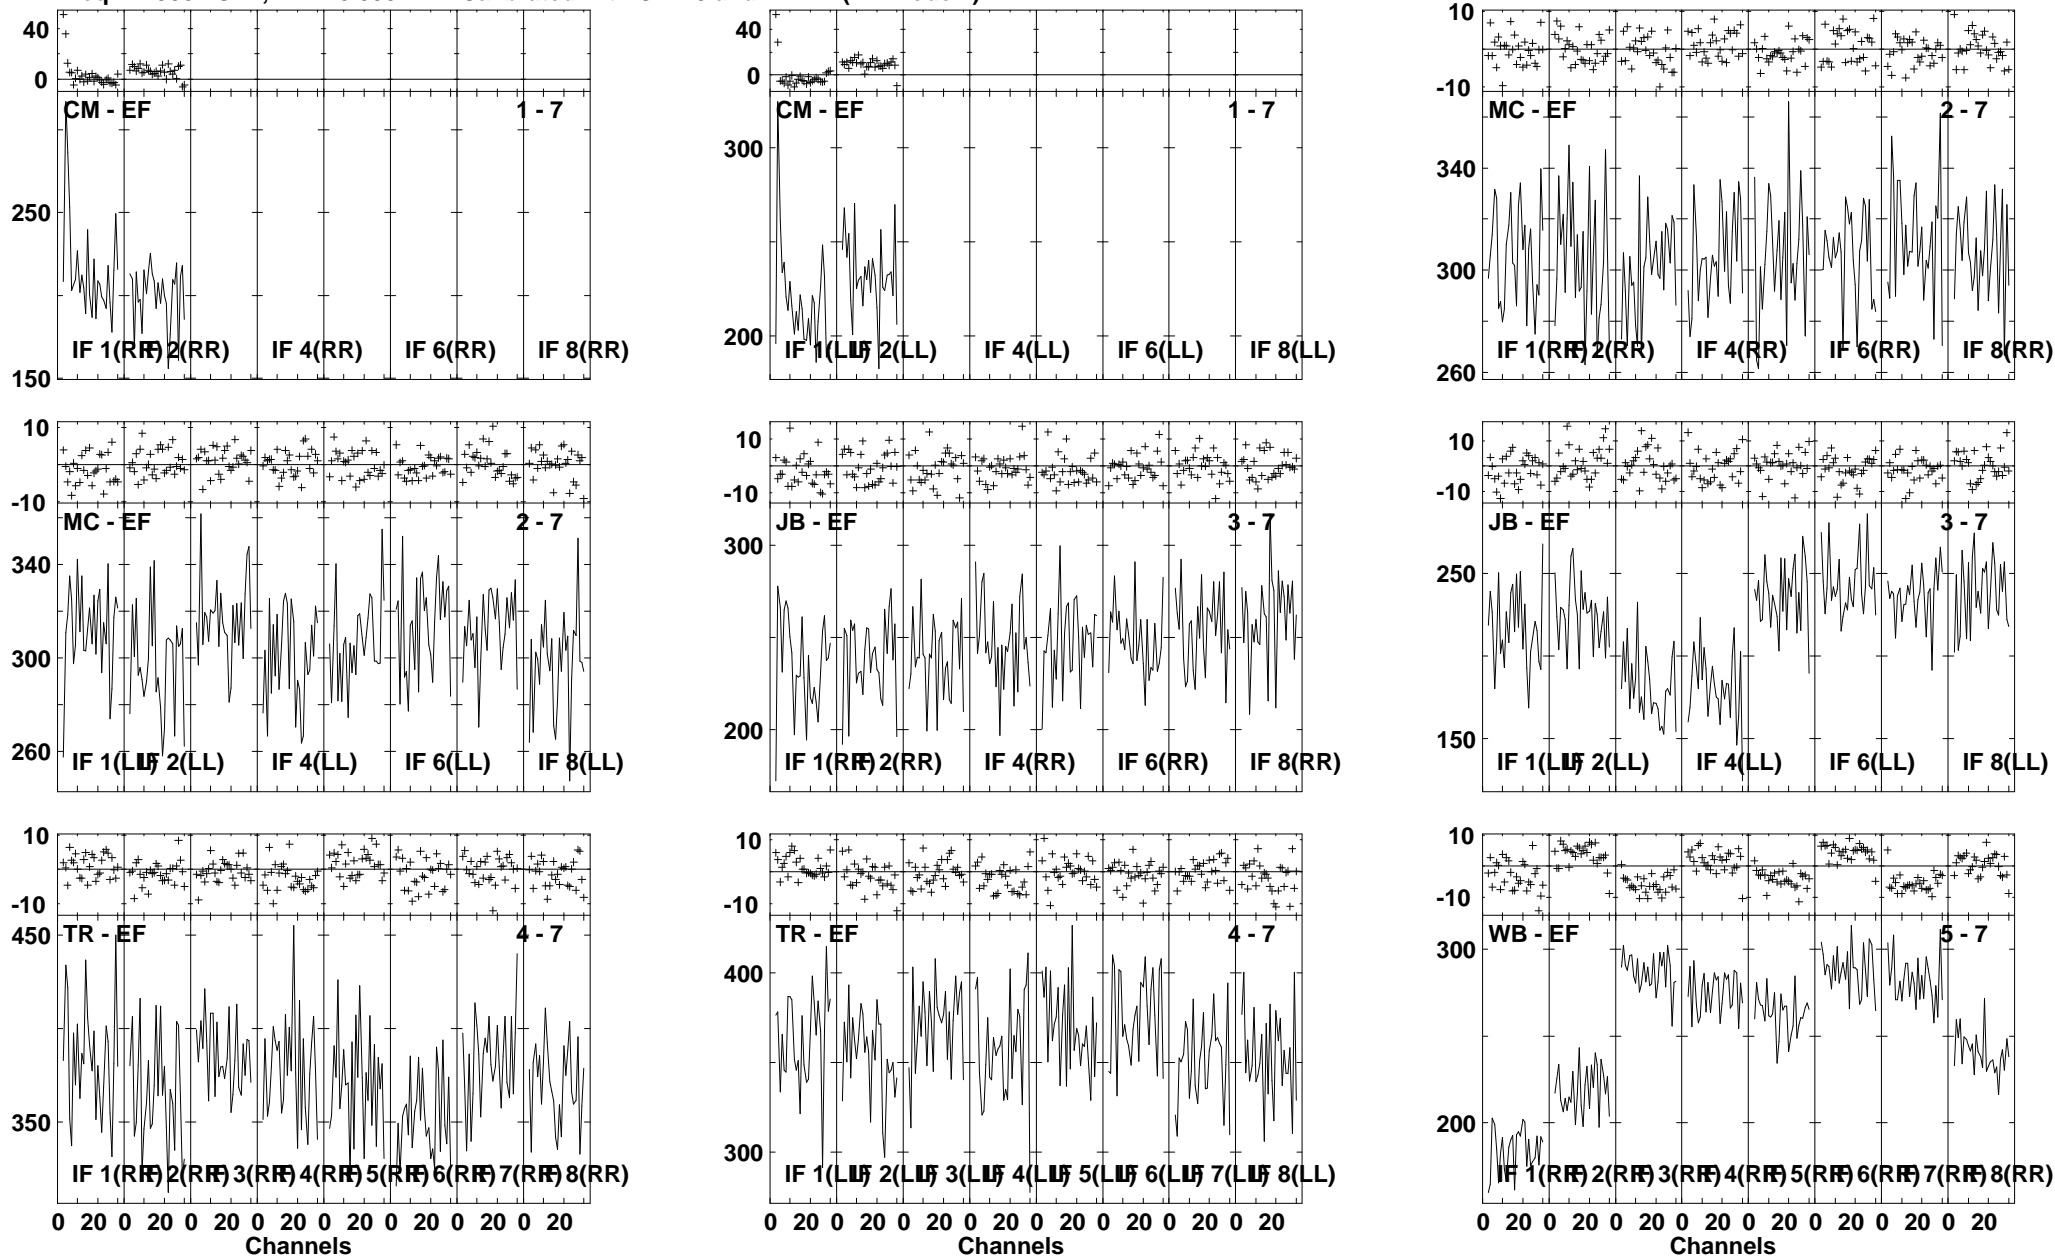 40
0
CM - EF
1 - 7
250
150
IF 1(RR)
IF 2(RR)
IF 4(RR)
IF 6(RR)
IF 8(RR)
40
0
CM - EF
1 - 7
300
200
IF 1(LL)
IF 2(LL)
IF 4(LL)
IF 6(LL)
IF 8(LL)
10
-10
MC - EF
2 - 7
340
300
260
IF 1(RR)
IF 2(RR)
IF 4(RR)
IF 6(RR)
IF 8(RR)
10
-10
MC - EF
2 - 7
340
300
260
IF 1(LL)
IF 2(LL)
IF 4(LL)
IF 6(LL)
IF 8(LL)
10
-10
JB - EF
3 - 7
300
200
IF 1(RR)
IF 2(RR)
IF 4(RR)
IF 6(RR)
IF 8(RR)
10
-10
JB - EF
3 - 7
250
150
IF 1(LL)
IF 2(LL)
IF 4(LL)
IF 6(LL)
IF 8(LL)
10
-10
450
TR - EF
4 - 7
350
IF 1(RR)
IF 2(RR)
IF 3(RR)
IF 4(RR)
IF 5(RR)
IF 6(RR)
IF 7(RR)
IF 8(RR)
0 20 0 20 0 20 0 20 0 20 0 20 0 20 0 20
Channels
10
-10
TR - EF
4 - 7
400
300
IF 1(LL)
IF 2(LL)
IF 3(LL)
IF 4(LL)
IF 5(LL)
IF 6(LL)
IF 7(LL)
IF 8(LL)
0 20 0 20 0 20 0 20 0 20 0 20 0 20 0 20
Channels
10
-10
WB - EF
5 - 7
300
200
IF 1(RR)
IF 2(RR)
IF 3(RR)
IF 4(RR)
IF 5(RR)
IF 6(RR)
IF 7(RR)
IF 8(RR)
0 20 0 20 0 20 0 20 0 20 0 20 0 20 0 20
Channels